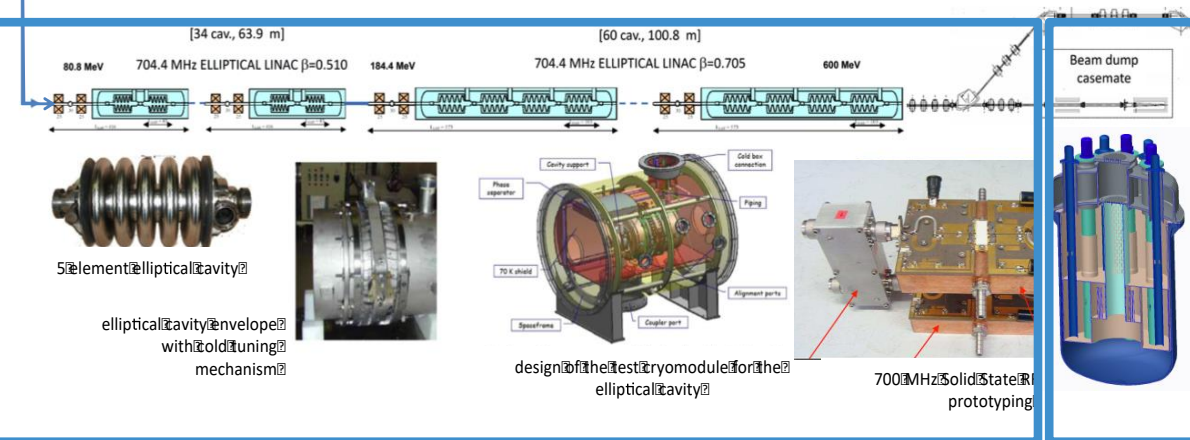 [34 cav., 63.9 m]
[60 cav., 100.8 m]
80.8 MeV
704.4 MHz ELLIPTICAL LINAC β=0.510
184.4 MeV
704.4 MHz ELLIPTICAL LINAC β=0.705
600 MeV
Beam dump
casemate
Cavity support
Cold box
connection
Phase
separator
Piping
70 K shield
Alignment ports
Spaceframe
Coupler port
5 element elliptical cavity
elliptical cavity envelope
with cold tuning
mechanism
design of the test cryomodule for the
elliptical cavity
700 MHz Solid State
prototyping